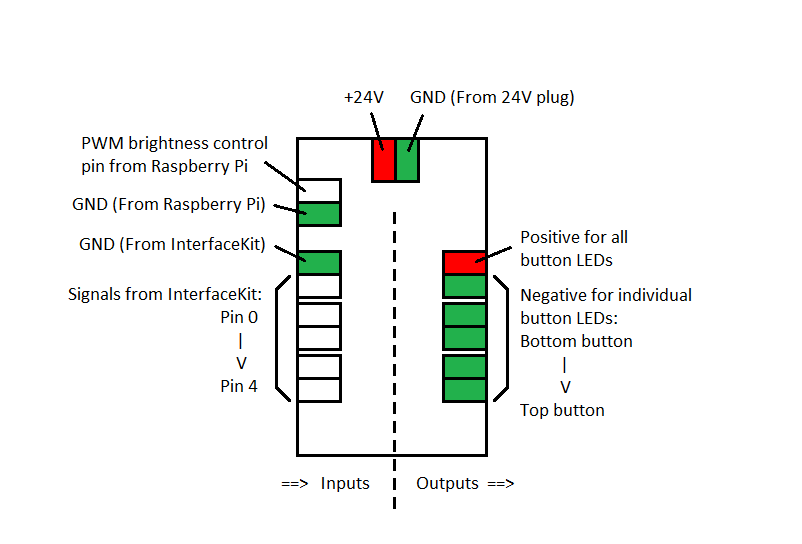 +24V
GND (From 24V plug)
PWM brightness control
pin from Raspberry Pi
GND (From Raspberry Pi)
GND (From InterfaceKit)
Signals from InterfaceKit:
Pin 0
|
V
Pin 4
Positive for all
button LEDs
Negative for individual
button LEDs:
Bottom button
|
V
Top button
==> Inputs
Outputs ==>